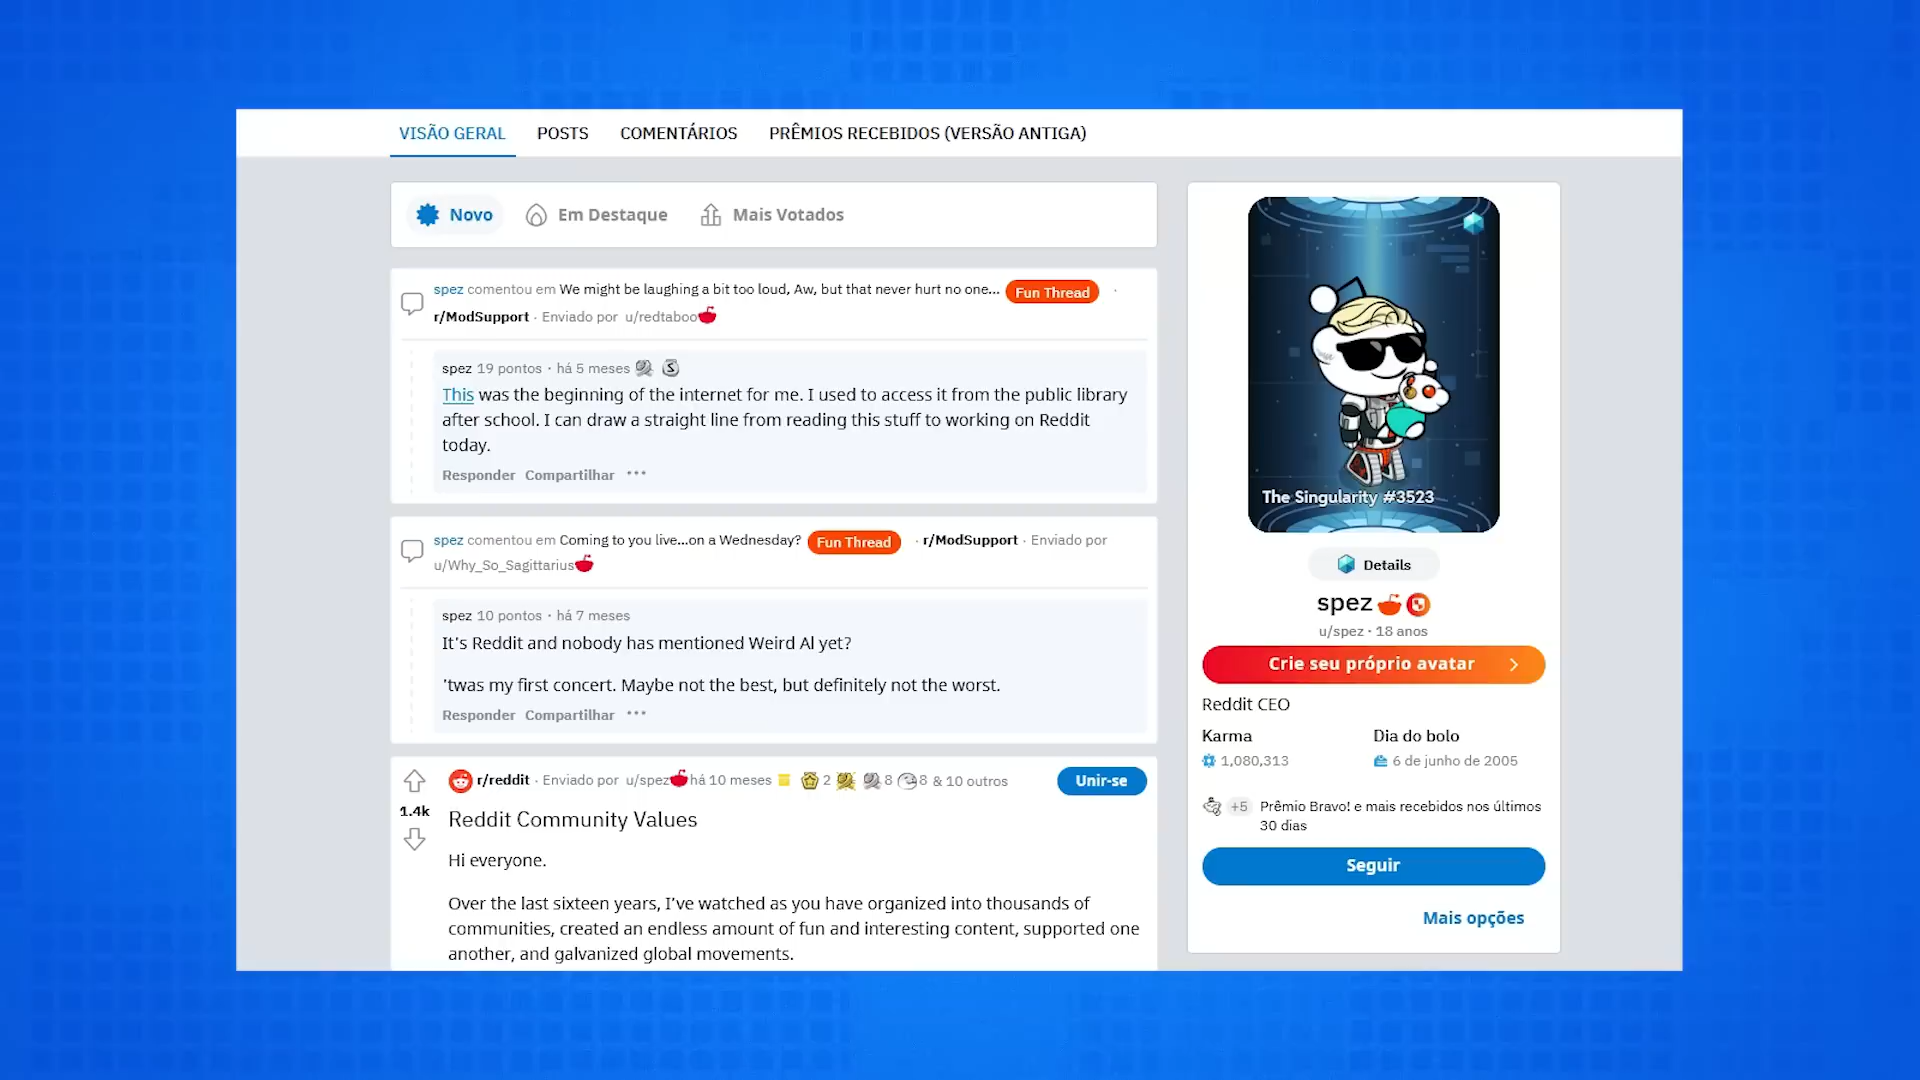 VISÃO GERAL POSTS COMENTÁRIOS PRÊMIOS RECEBIDOS (VERSÃO ANTIGA)
Novo Em Destaque Mais Votados
spez comentou em We might be laughing a bit too loud, Aw, but that never hurt no one... Fun Thread ·
r/ModSupport · Enviado por u/redtaboo
spez 19 pontos · há 5 meses
This was the beginning of the internet for me. I used to access it from the public library
after school. I can draw a straight line from reading this stuff to working on Reddit
today.
Responder Compartilhar ···
spez comentou em Coming to you live...on a Wednesday? Fun Thread · r/ModSupport · Enviado por
u/Why_So_Sagittarius
spez 10 pontos · há 7 meses
It's Reddit and nobody has mentioned Weird Al yet?
'twas my first concert. Maybe not the best, but definitely not the worst.
Responder Compartilhar ···
r/reddit · Enviado por u/spez há 10 meses 2 8 8 & 10 outros Unir-se
1.4k
Reddit Community Values
Hi everyone.
Over the last sixteen years, I've watched as you have organized into thousands of
communities, created an endless amount of fun and interesting content, supported one
another, and galvanized global movements.
The Singularity #3523
Details
spez
u/spez · 18 anos
Crie seu próprio avatar
Reddit CEO
Karma Dia do bolo
1,080,313 6 de junho de 2005
+5 Prêmio Bravo! e mais recebidos nos últimos
30 dias
Seguir
Mais opções